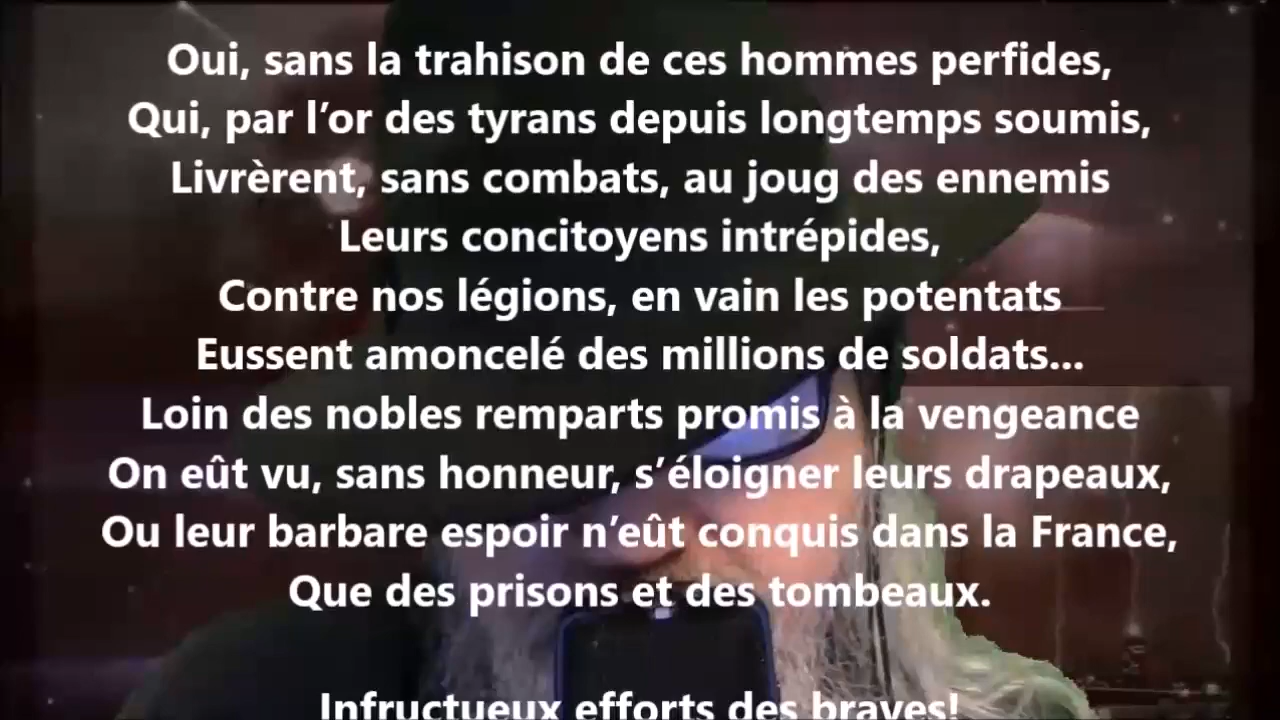 Oui, sans la trahison de ces hommes perfides,
Qui, par l’or des tyrans depuis longtemps soumis,
Livrèrent, sans combats, au joug des ennemis
Leurs concitoyens intrépides,
Contre nos légions, en vain les potentats
Eussent amoncelé des millions de soldats...
Loin des nobles remparts promis à la vengeance
On eût vu, sans honneur, s’éloigner leurs drapeaux,
Ou leur barbare espoir n’eût conquis dans la France,
Que des prisons et des tombeaux.
Infructueux efforts des braves!